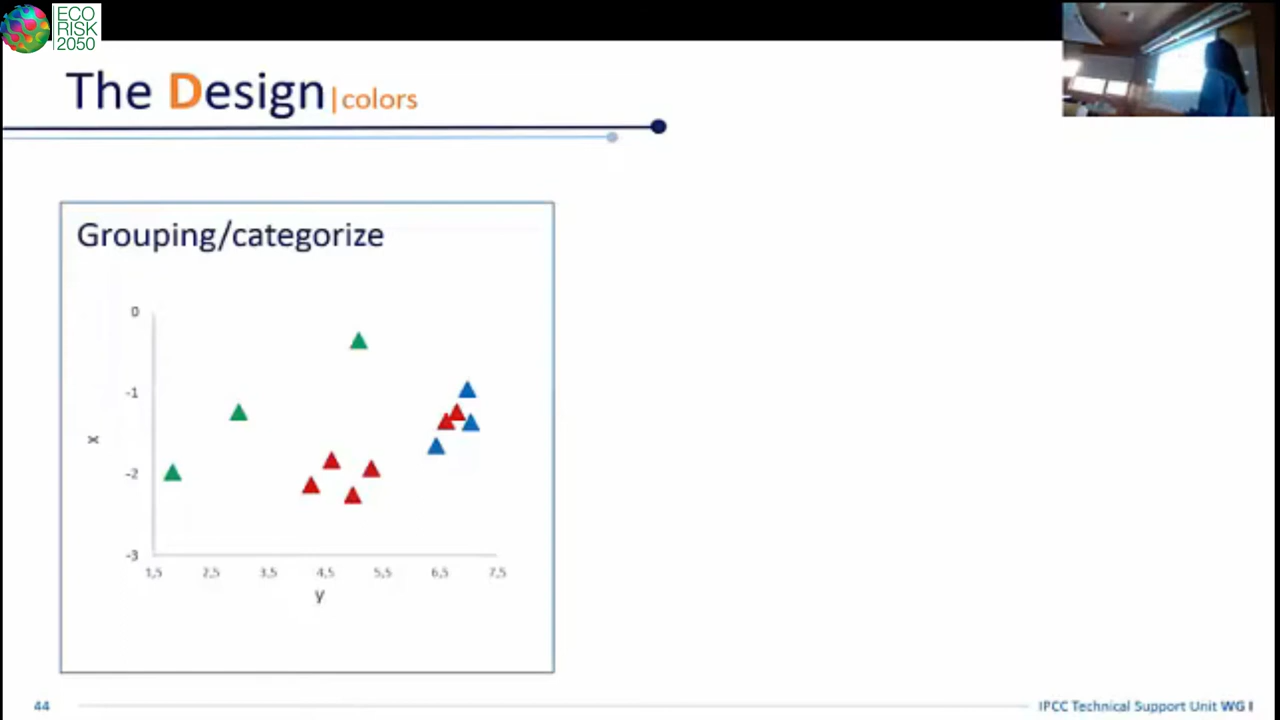 ECO
RISK
2050
The Design|colors
Grouping/categorize
0
-1
x
-2
-3
1,5 2,5 3,5 4,5 5,5 6,5 7,5
y
44
IPCC Technical Support Unit WG I